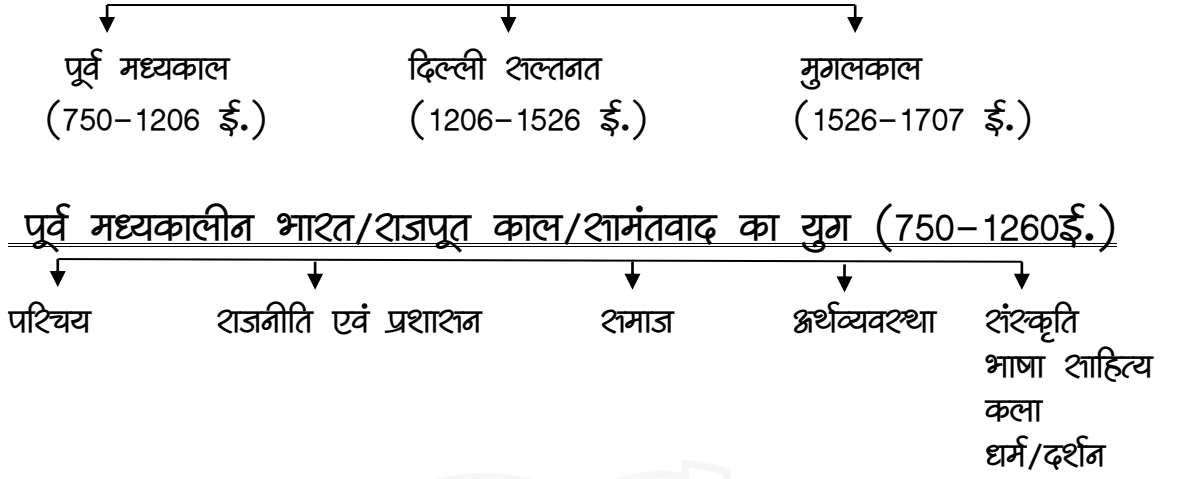 पूर्व मध्यकाल दिल्ली सल्तनत मुगलकाल
(750-1206 ई.) (1206-1526 ई.) (1526-1707 ई.)
पूर्व मध्यकालीन भारत/राजपूत काल/सामंतवाद का युग (750-1260ई.)
परिचय राजनीति एवं प्रशासन समाज अर्थव्यवस्था संस्कृति
भाषा साहित्य
कला
धर्म/दर्शन